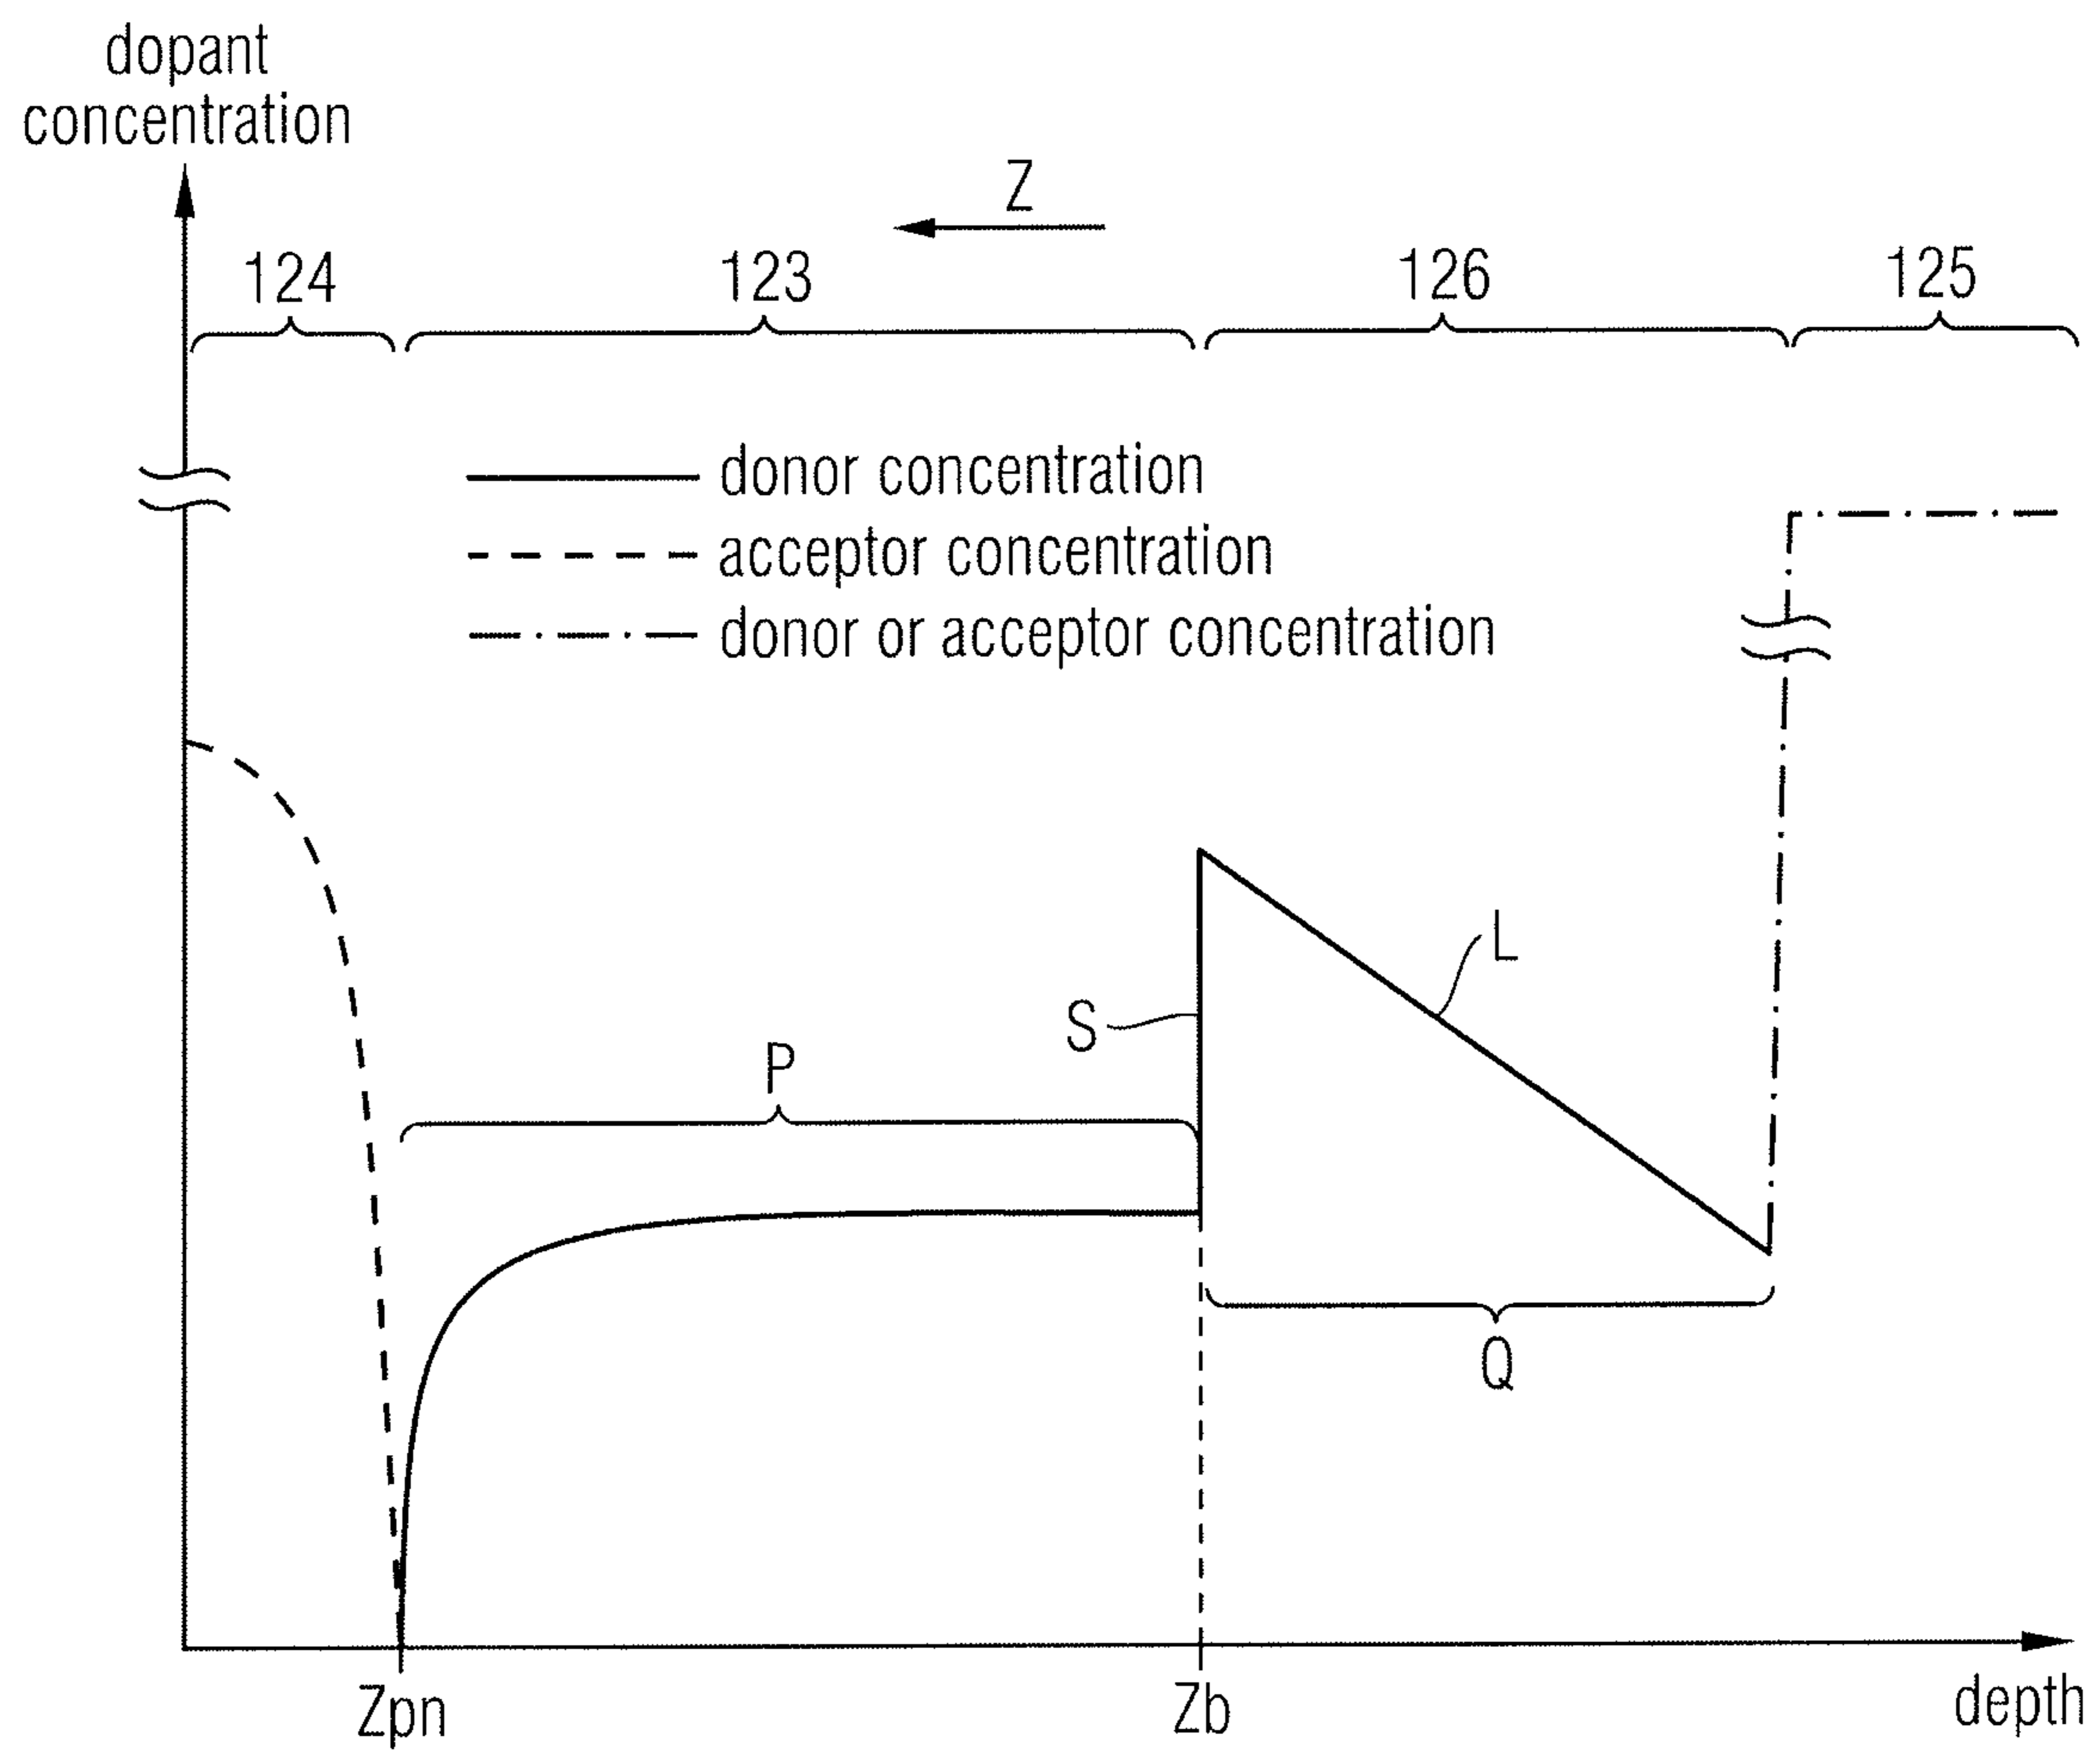 dopant
concentration
Z
124
123
126
125
donor concentration
acceptor concentration
donor or acceptor concentration
L
S
P
Q
Zpn
Zb
depth